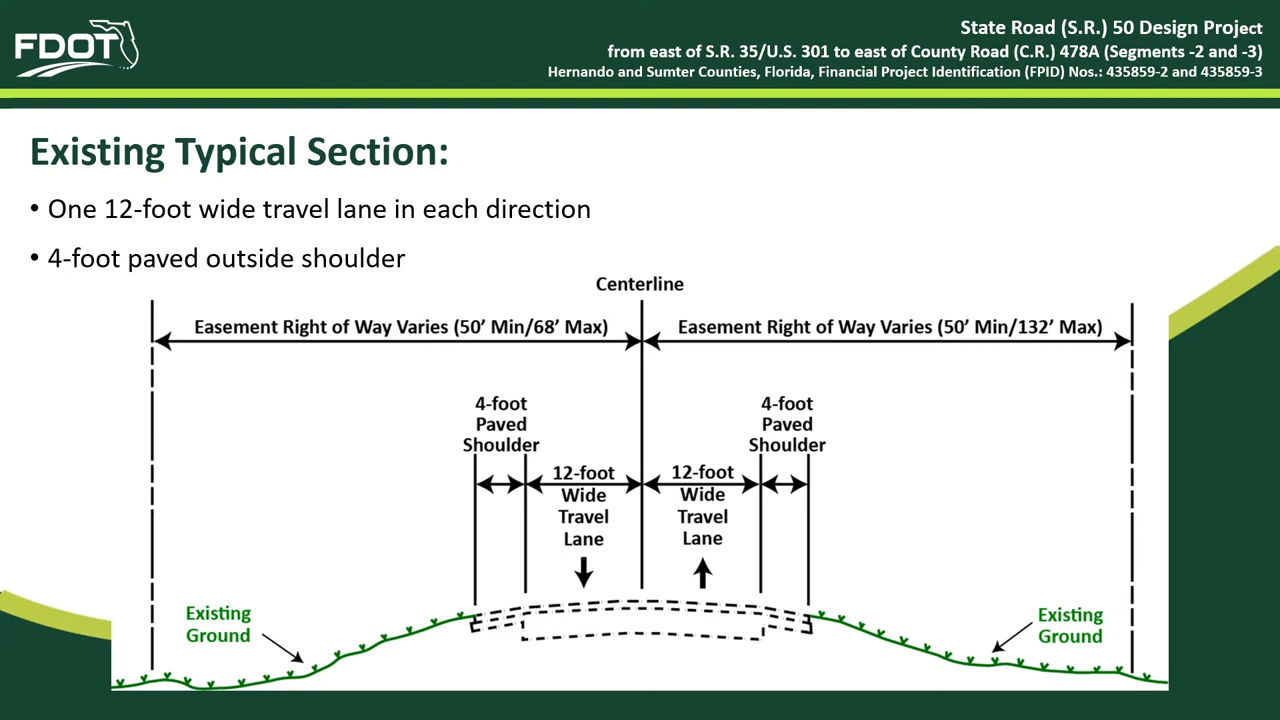 FDOT
State Road (S.R.) 50 Design Project
from east of S.R. 35/U.S. 301 to east of County Road (C.R.) 478A (Segments -2 and -3)
Hernando and Sumter Counties, Florida, Financial Project Identification (FPID) Nos.: 435859-2 and 435859-3
Existing Typical Section:
• One 12-foot wide travel lane in each direction
• 4-foot paved outside shoulder
Centerline
Easement Right of Way Varies (50' Min/68' Max)
Easement Right of Way Varies (50' Min/132' Max)
4-foot
Paved
Shoulder
12-foot
Wide
Travel
Lane
12-foot
Wide
Travel
Lane
4-foot
Paved
Shoulder
Existing
Ground
Existing
Ground